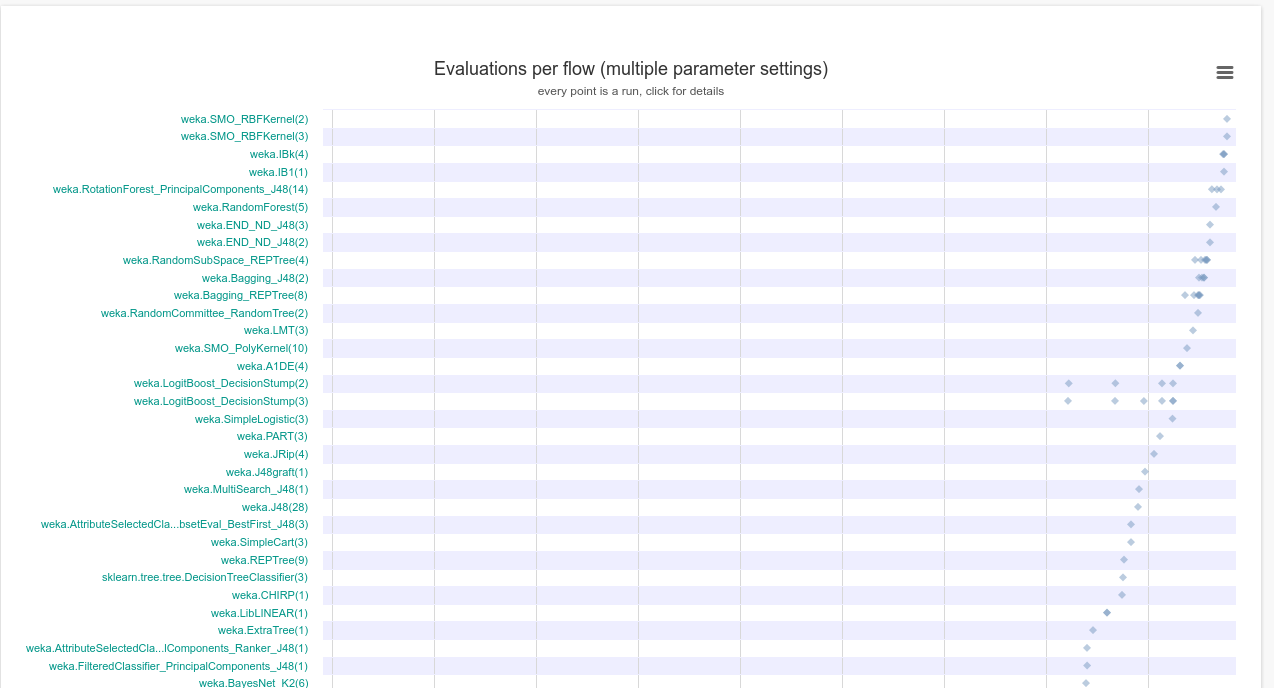 Evaluations per flow (multiple parameter settings)
every point is a run, click for details
weka.SMO_RBFKernel(2)
weka.SMO_RBFKernel(3)
weka.IBk(4)
weka.IB1(1)
weka.RotationForest_PrincipalComponents_J48(14)
weka.RandomForest(5)
weka.END_ND_J48(3)
weka.END_ND_J48(2)
weka.RandomSubSpace_REPTree(4)
weka.Bagging_J48(2)
weka.Bagging_REPTree(8)
weka.RandomCommittee_RandomTree(2)
weka.LMT(3)
weka.SMO_PolyKernel(10)
weka.A1DE(4)
weka.LogitBoost_DecisionStump(2)
weka.LogitBoost_DecisionStump(3)
weka.SimpleLogistic(3)
weka.PART(3)
weka.JRip(4)
weka.J48graft(1)
weka.MultiSearch_J48(1)
weka.J48(28)
weka.AttributeSelectedCla...bsetEval_BestFirst_J48(3)
weka.SimpleCart(3)
weka.REPTree(9)
sklearn.tree.tree.DecisionTreeClassifier(3)
weka.CHIRP(1)
weka.LibLINEAR(1)
weka.ExtraTree(1)
weka.AttributeSelectedCla...lComponents_Ranker_J48(1)
weka.FilteredClassifier_PrincipalComponents_J48(1)
weka.BayesNet_K2(6)